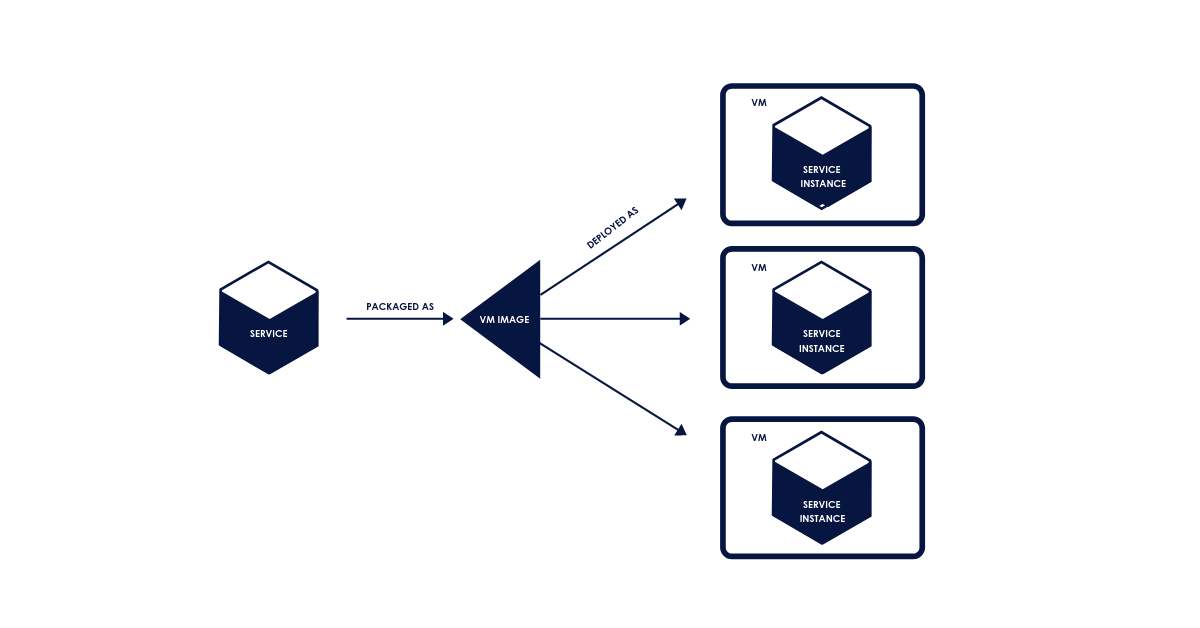 SERVICE
PACKAGED AS
VM IMAGE
DEPLOYED AS
VM
SERVICE
INSTANCE
VM
SERVICE
INSTANCE
VM
SERVICE
INSTANCE